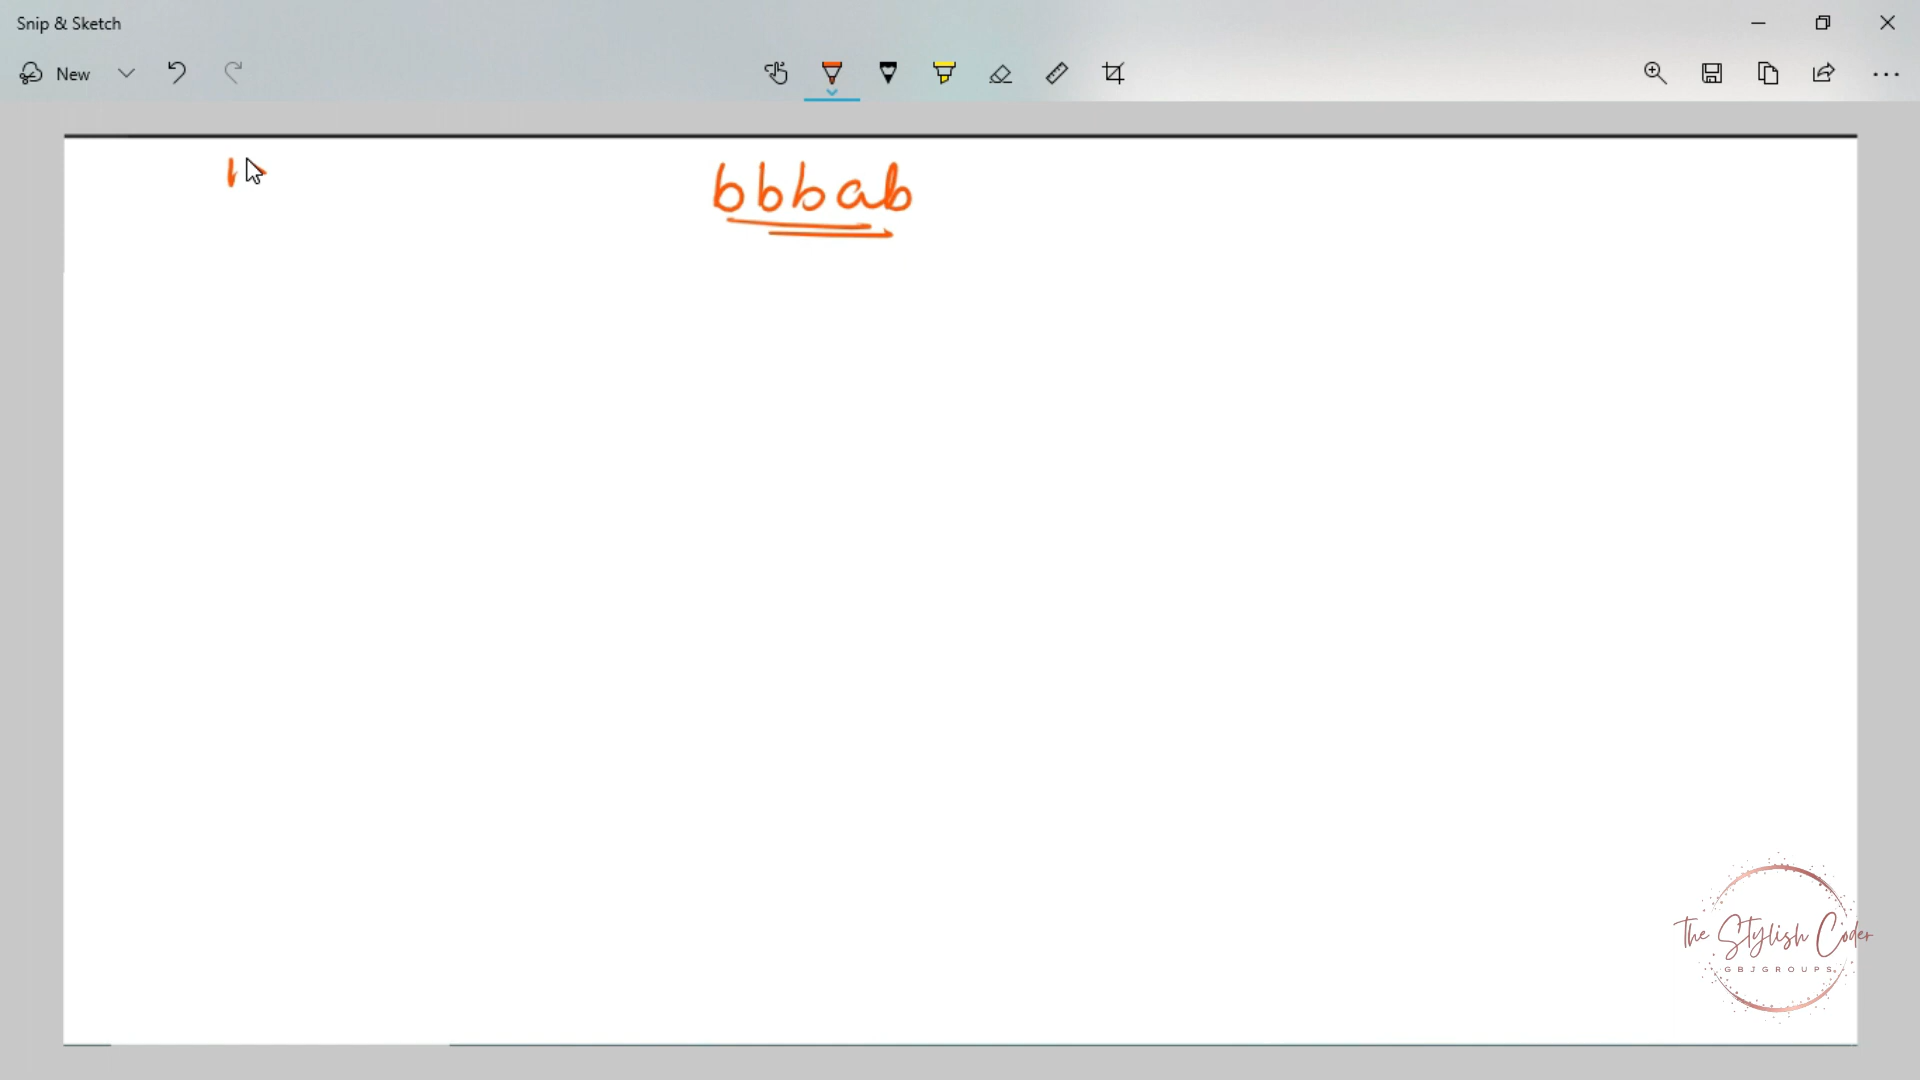 Snip & Sketch
New
bbbab
The Stylish Coder
GBJGROUPS